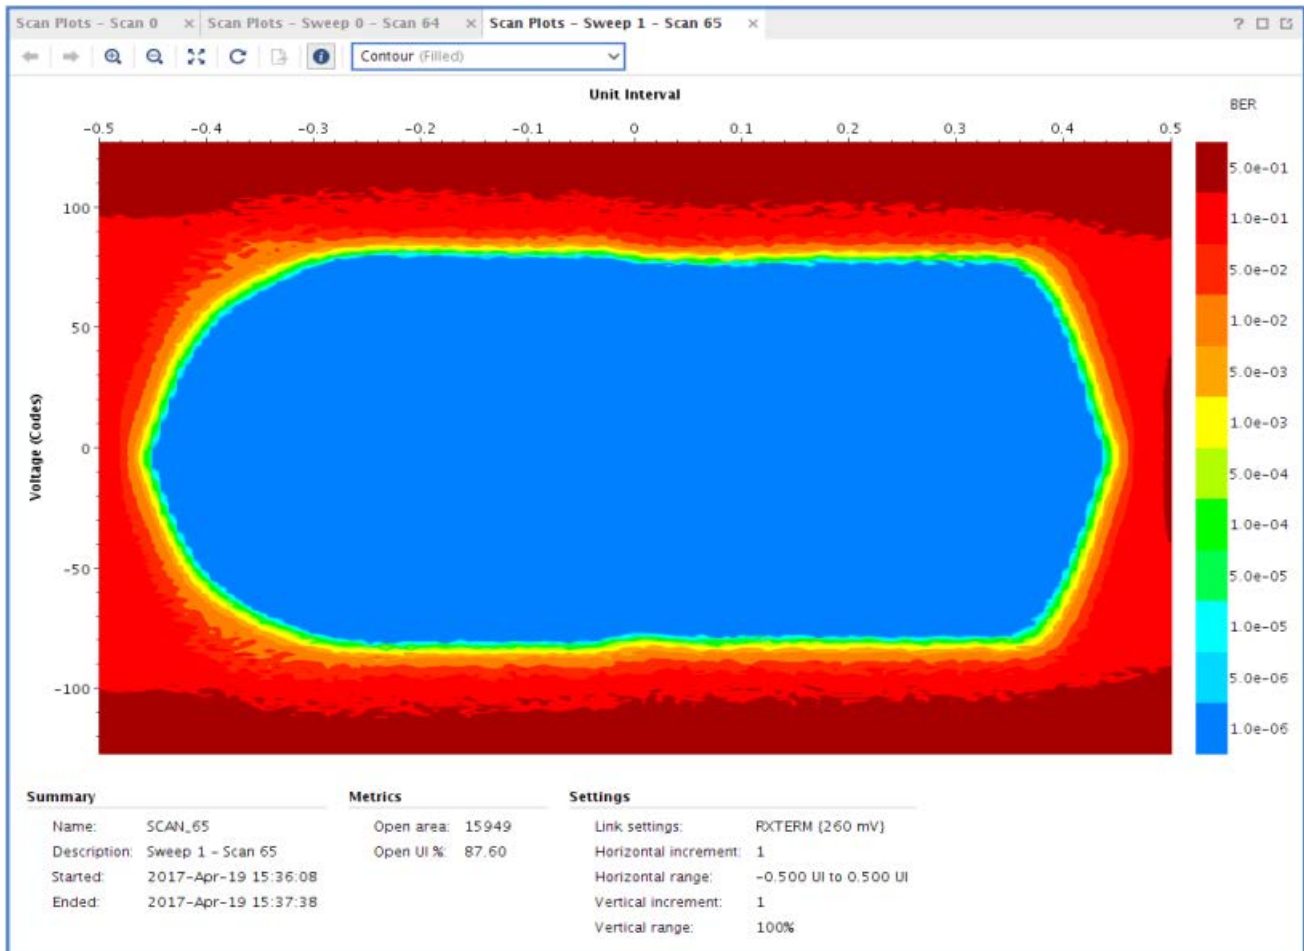 Scan Plots – Scan 0 × Scan Plots – Sweep 0 – Scan 64 × Scan Plots – Sweep 1 – Scan 65 × ?
Contour (Filled)
Unit Interval
BER
-0.5 -0.4 -0.3 -0.2 -0.1 0 0.1 0.2 0.3 0.4 0.5
5.0e-01
1.0e-01
5.0e-02
1.0e-02
5.0e-03
1.0e-03
5.0e-04
1.0e-04
5.0e-05
1.0e-05
5.0e-06
1.0e-06
Voltage (Codes)
100
50
0
-50
-100
Summary
Name: SCAN_65
Description: Sweep 1 – Scan 65
Started: 2017-Apr-19 15:36:08
Ended: 2017-Apr-19 15:37:38
Metrics
Open area: 15949
Open UI %: 87.60
Settings
Link settings: RXTERM {260 mV}
Horizontal increment: 1
Horizontal range: -0.500 UI to 0.500 UI
Vertical increment: 1
Vertical range: 100%